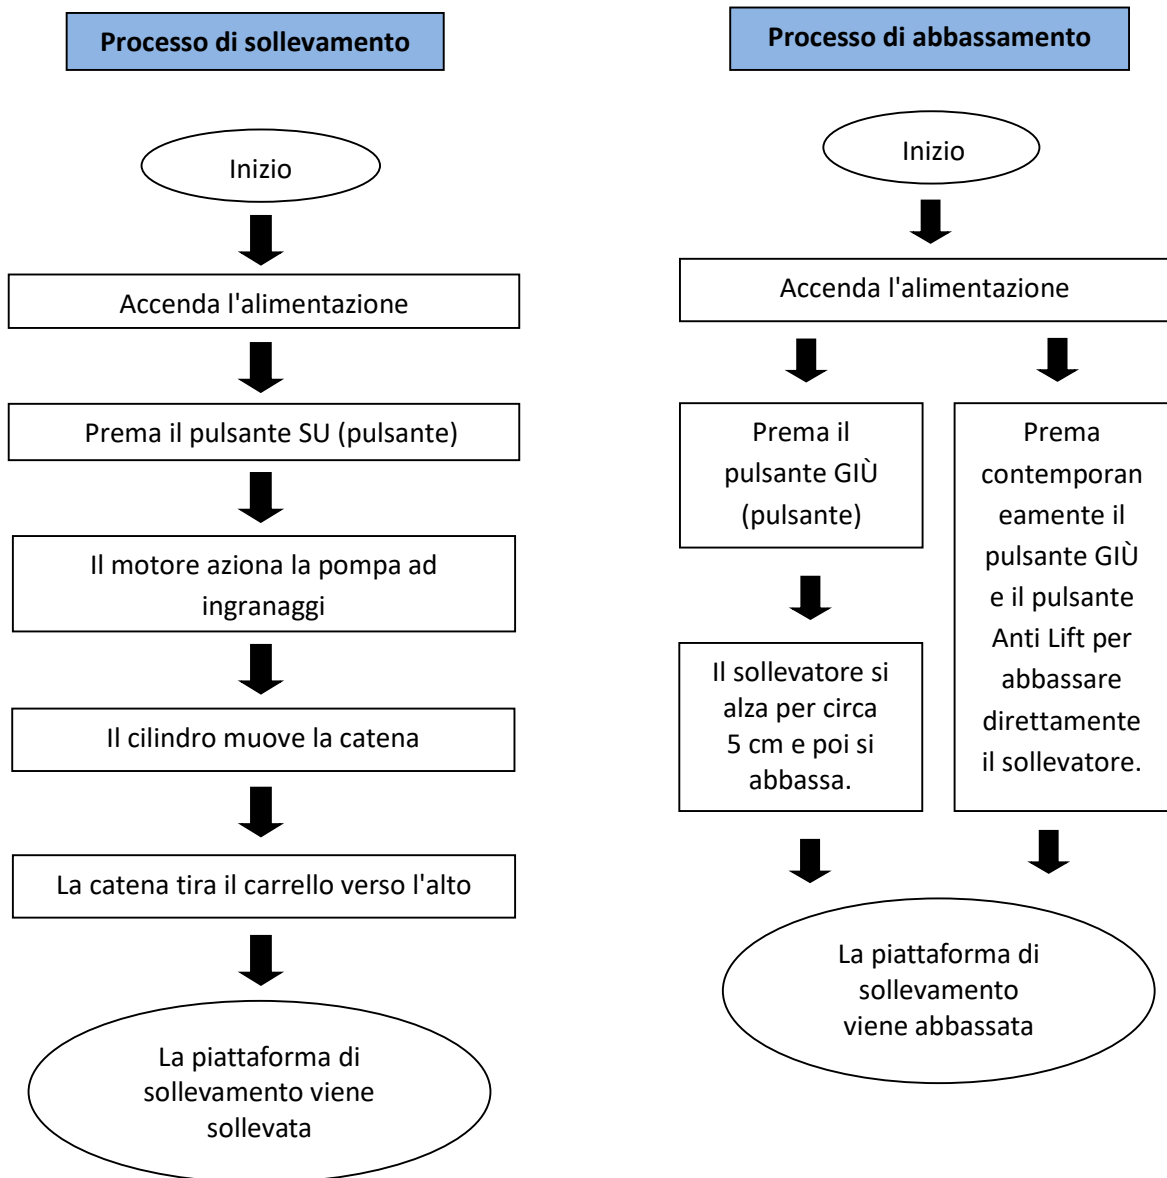 Processo di sollevamento
Inizio
Accenda l'alimentazione
Prema il pulsante SU (pulsante)
Il motore aziona la pompa ad
ingranaggi
Il cilindro muove la catena
La catena tira il carrello verso l'alto
La piattaforma di
sollevamento viene
sollevata
Processo di abbassamento
Inizio
Accenda l'alimentazione
Prema il
pulsante GIÙ
(pulsante)
Il sollevatore si
alza per circa
5 cm e poi si
abbassa.
Prema
contemporan
eamente il
pulsante GIÙ
e il pulsante
Anti Lift per
abbassare
direttamente
il sollevatore.
La piattaforma di
sollevamento
viene abbassata